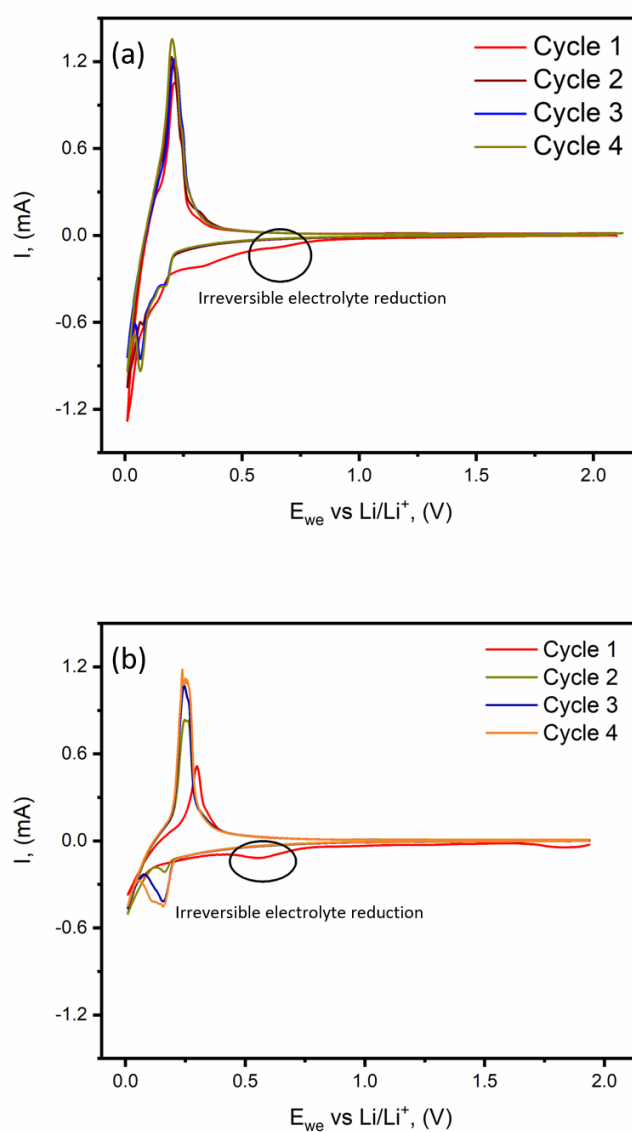 (a)
Cycle 1
Cycle 2
Cycle 3
Cycle 4
1.2
0.6
0.0
-0.6
-1.2
I, (mA)
Irreversible electrolyte reduction
0.0 0.5 1.0 1.5 2.0
Ewe vs Li/Li+, (V)
(b)
Cycle 1
Cycle 2
Cycle 3
Cycle 4
1.2
0.6
0.0
-0.6
-1.2
I, (mA)
Irreversible electrolyte reduction
0.0 0.5 1.0 1.5 2.0
Ewe vs Li/Li+, (V)